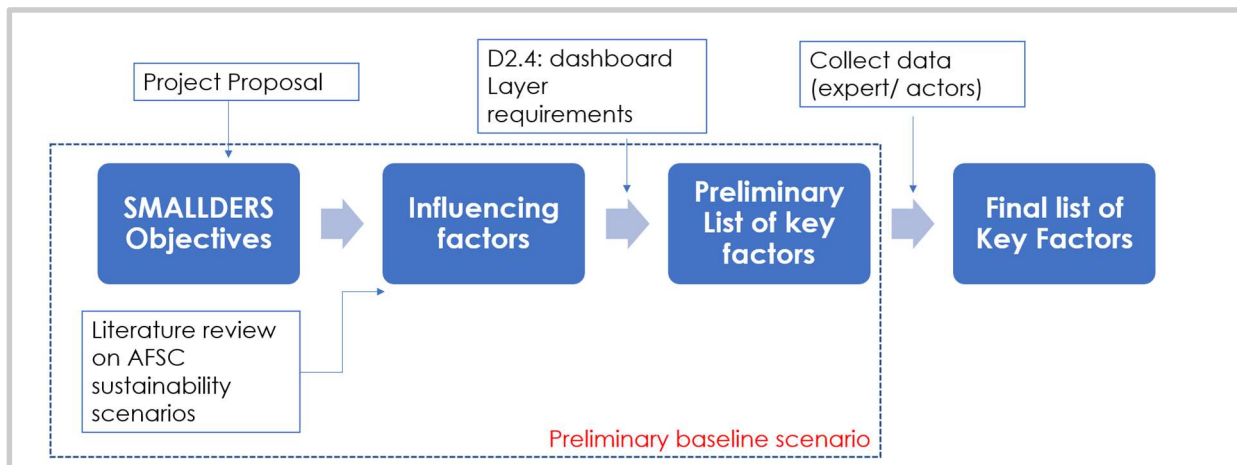 Project Proposal
D2.4: dashboard
Layer
requirements
Collect data
(expert/ actors)
SMALLDERS
Objectives
Influencing
factors
Preliminary
List of key
factors
Final list of
Key Factors
Literature review
on AFSC
sustainability
scenarios
Preliminary baseline scenario